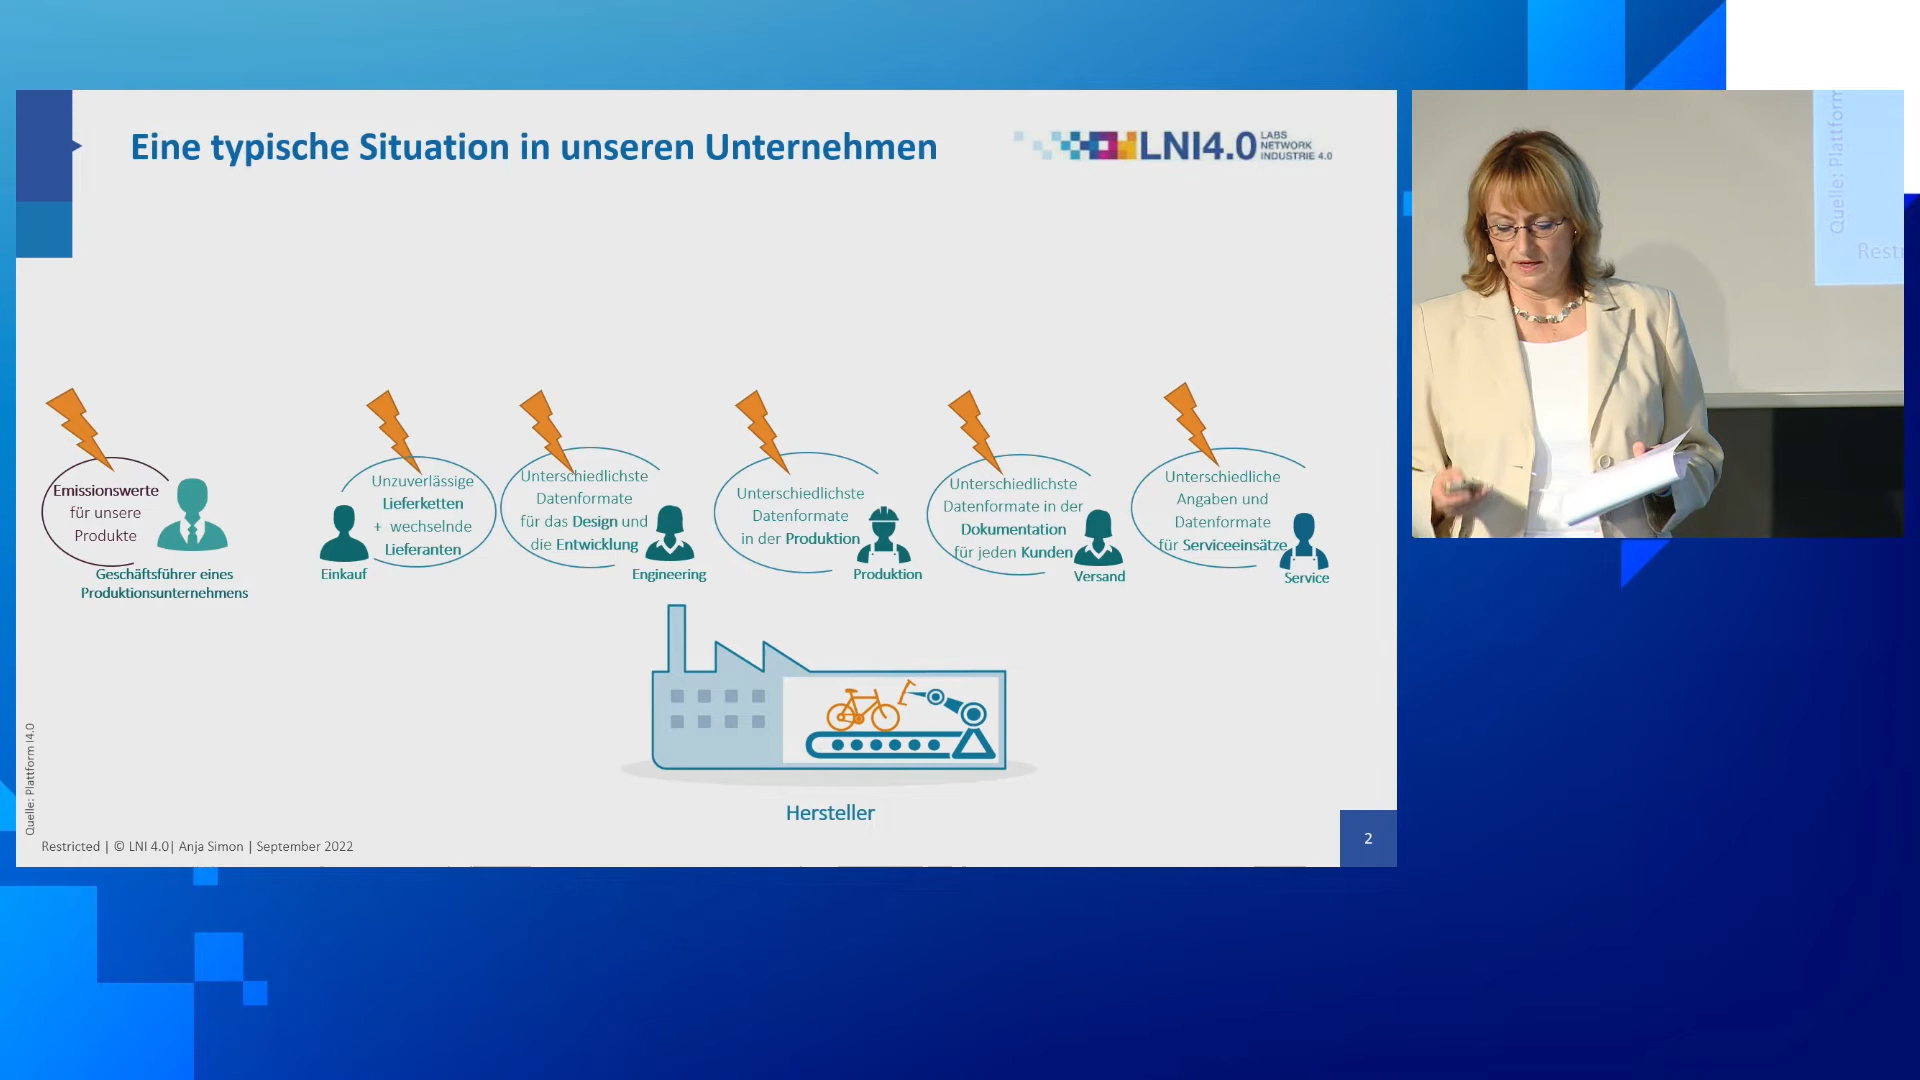 Eine typische Situation in unseren Unternehmen
LNI4.0
LABS
NETWORK
INDUSTRIE 4.0
Emissionswerte
für unsere
Produkte
Geschäftsführer eines
Produktionsunternehmens
Unzuverlässige
Lieferketten
+ wechselnde
Lieferanten
Einkauf
Unterschiedlichste
Datenformate
für das Design und
die Entwicklung
Engineering
Unterschiedlichste
Datenformate
in der Produktion
Produktion
Unterschiedlichste
Datenformate in der
Dokumentation
für jeden Kunden
Versand
Unterschiedliche
Angaben und
Datenformate
für Serviceeinsätze
Service
Hersteller
Quelle: Plattform I4.0
Restricted | © LNI 4.0| Anja Simon | September 2022
2
Quelle: Plattform
Restr